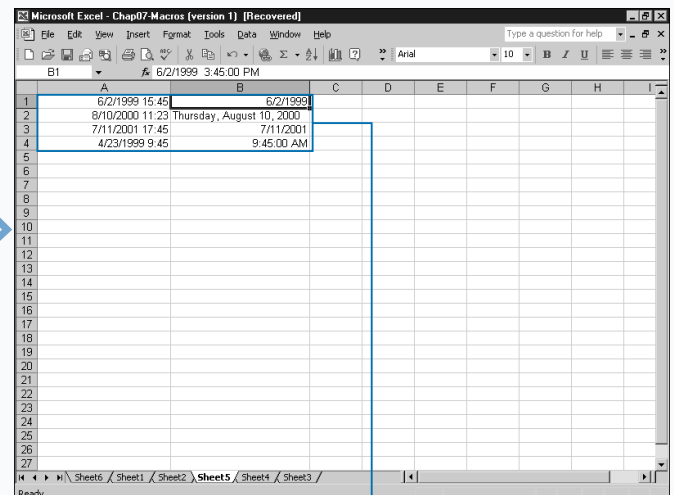 Microsoft Excel - Chap07-Macros (version 1) [Recovered]
File Edit View Insert Format Tools Data Window Help Type a question for help
Arial 10 B I U
B1 fx 6/2/1999 3:45:00 PM
A B C D E F G H I
1 6/2/1999 15:45 6/2/1999
2 8/10/2000 11:23 Thursday, August 10, 2000
3 7/11/2001 17:45 7/11/2001
4 4/23/1999 9:45 9:45:00 AM
5
6
7
8
9
10
11
12
13
14
15
16
17
18
19
20
21
22
23
24
25
26
27
Sheet6 Sheet1 Sheet2 Sheet5 Sheet4 Sheet3
Ready